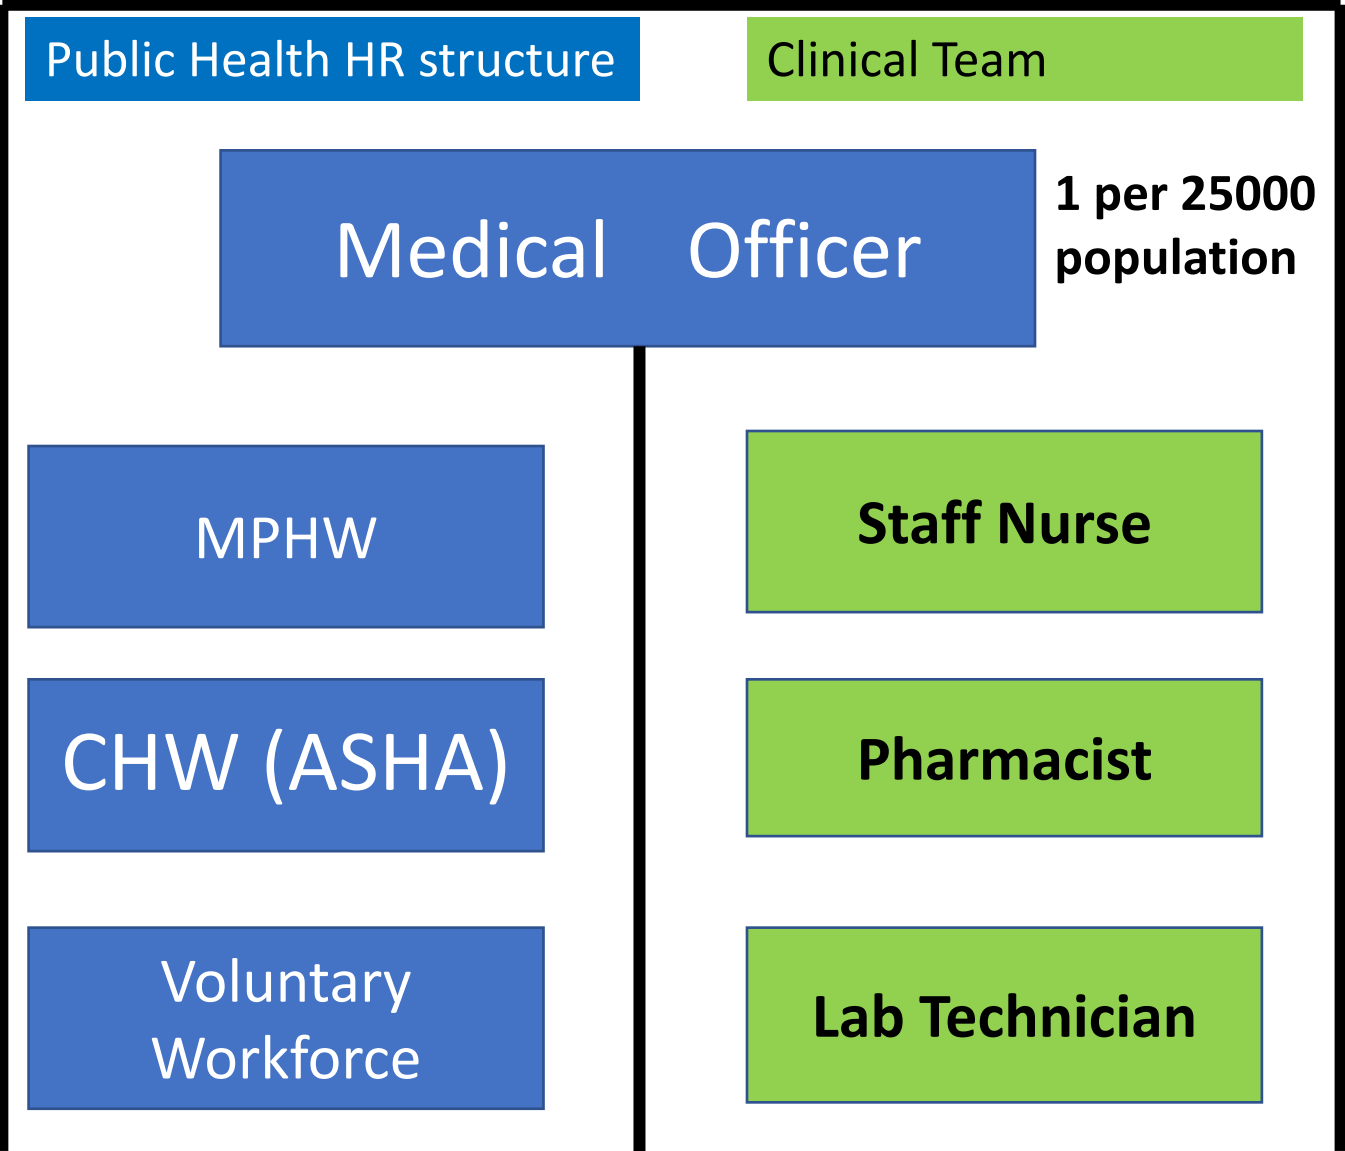 Public Health HR structure
Clinical Team
Medical Officer
1 per 25000
population
MPHW
Staff Nurse
CHW (ASHA)
Pharmacist
Voluntary
Workforce
Lab Technician